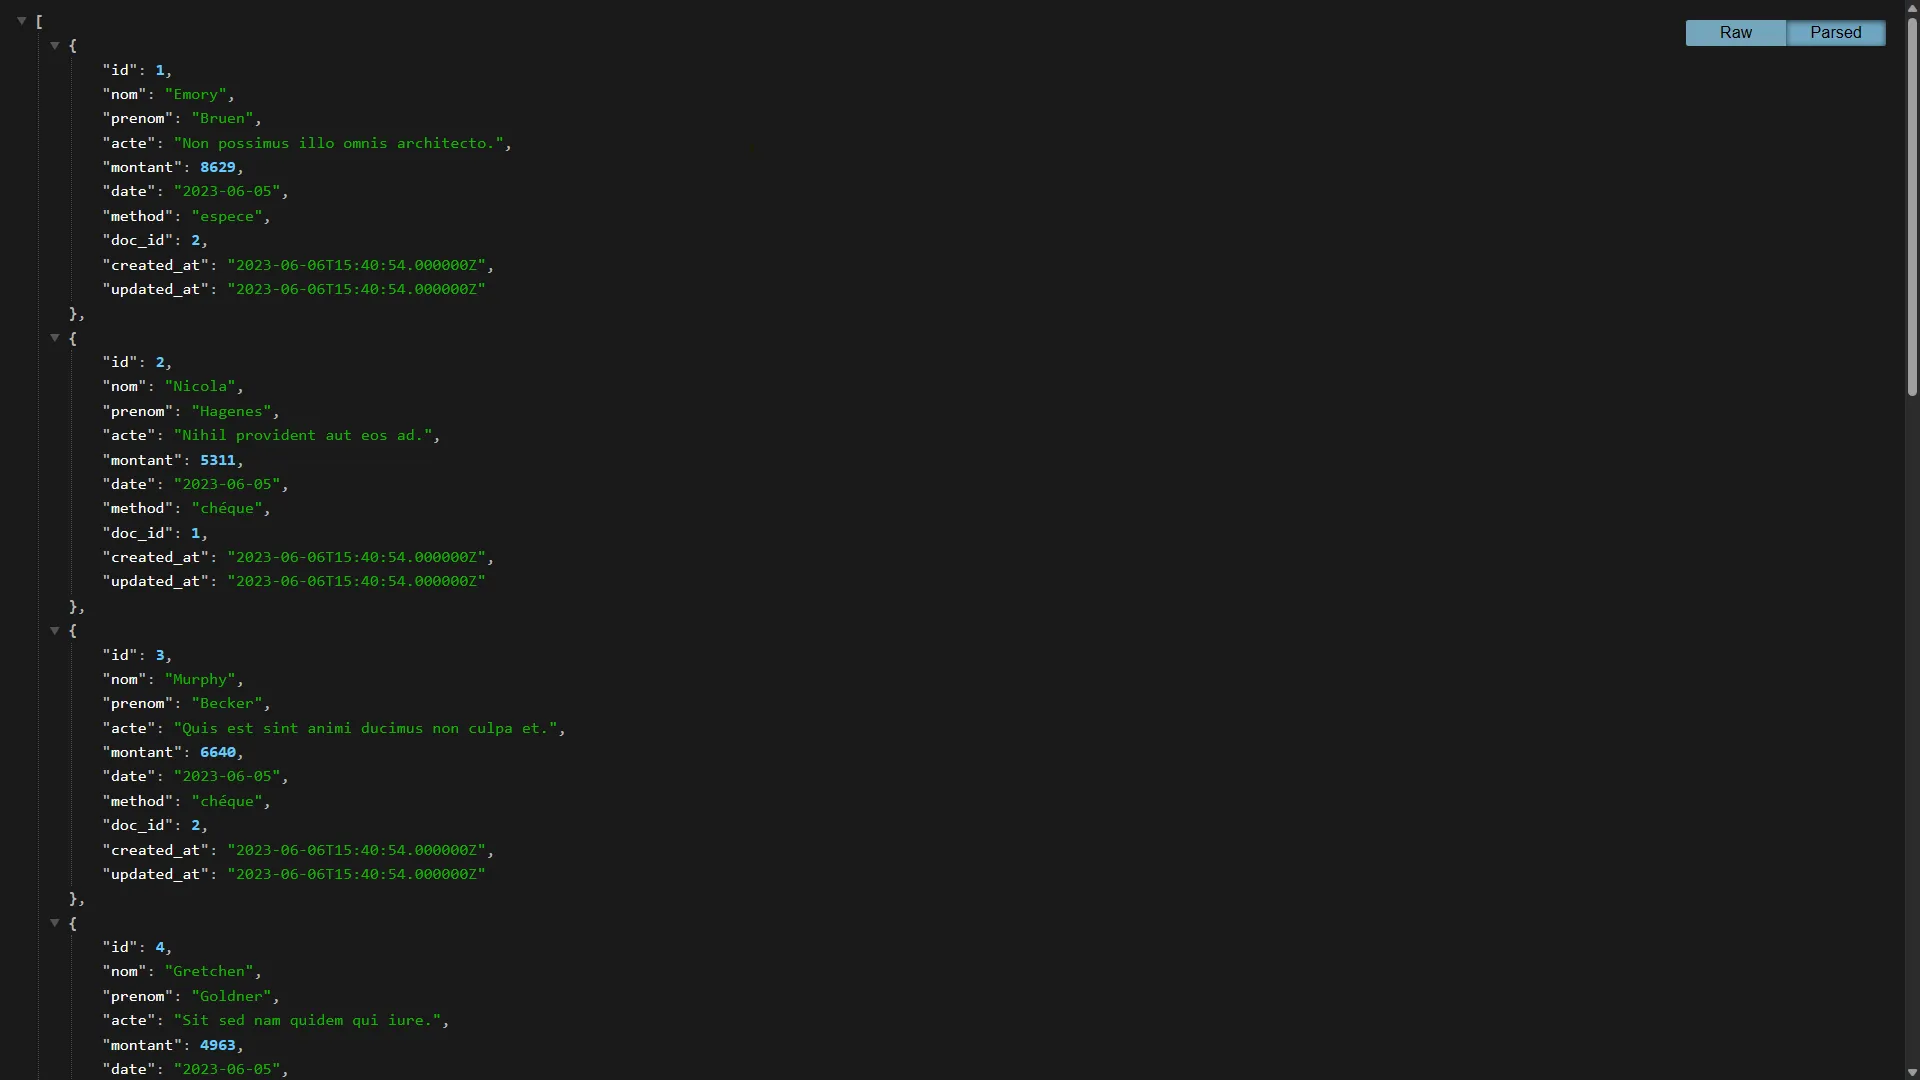 [
Raw Parsed
{
"id": 1,
"nom": "Emory",
"prenom": "Bruen",
"acte": "Non possimus illo omnis architecto.",
"montant": 8629,
"date": "2023-06-05",
"method": "espece",
"doc_id": 2,
"created_at": "2023-06-06T15:40:54.000000Z",
"updated_at": "2023-06-06T15:40:54.000000Z"
},
{
"id": 2,
"nom": "Nicola",
"prenom": "Hagenes",
"acte": "Nihil provident aut eos ad.",
"montant": 5311,
"date": "2023-06-05",
"method": "chéque",
"doc_id": 1,
"created_at": "2023-06-06T15:40:54.000000Z",
"updated_at": "2023-06-06T15:40:54.000000Z"
},
{
"id": 3,
"nom": "Murphy",
"prenom": "Becker",
"acte": "Quis est sint animi ducimus non culpa et.",
"montant": 6640,
"date": "2023-06-05",
"method": "chéque",
"doc_id": 2,
"created_at": "2023-06-06T15:40:54.000000Z",
"updated_at": "2023-06-06T15:40:54.000000Z"
},
{
"id": 4,
"nom": "Gretchen",
"prenom": "Goldner",
"acte": "Sit sed nam quidem qui iure.",
"montant": 4963,
"date": "2023-06-05",